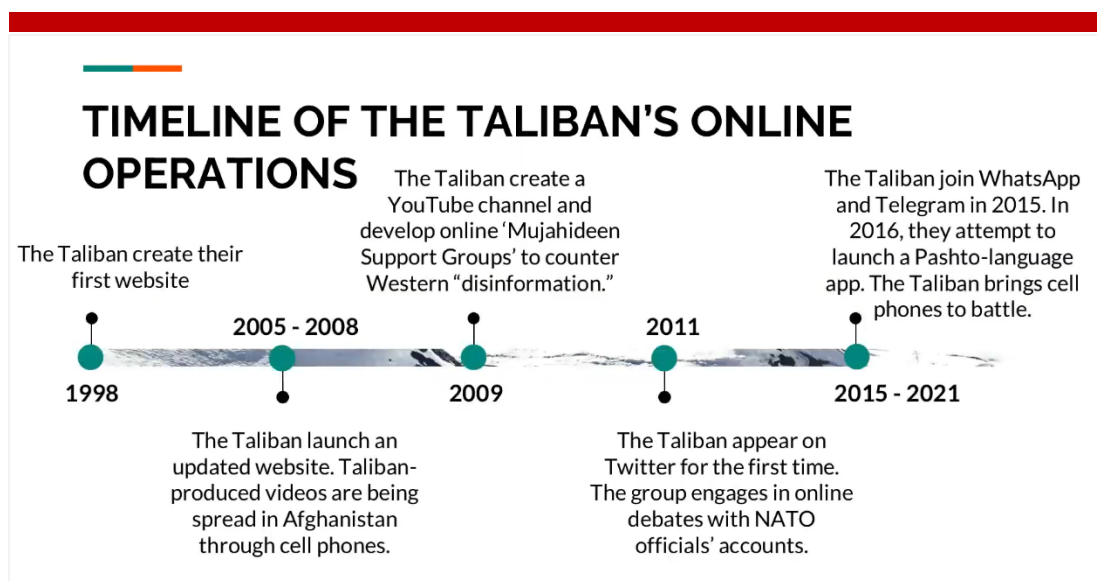 TIMELINE OF THE TALIBAN’S ONLINE
OPERATIONS
The Taliban create their
first website
1998
2005 - 2008
The Taliban launch an
updated website. Taliban-
produced videos are being
spread in Afghanistan
through cell phones.
The Taliban create a
YouTube channel and
develop online ‘Mujahideen
Support Groups’ to counter
Western “disinformation.”
2009
2011
The Taliban appear on
Twitter for the first time.
The group engages in online
debates with NATO
officials’ accounts.
The Taliban join WhatsApp
and Telegram in 2015. In
2016, they attempt to
launch a Pashto-language
app. The Taliban brings cell
phones to battle.
2015 - 2021